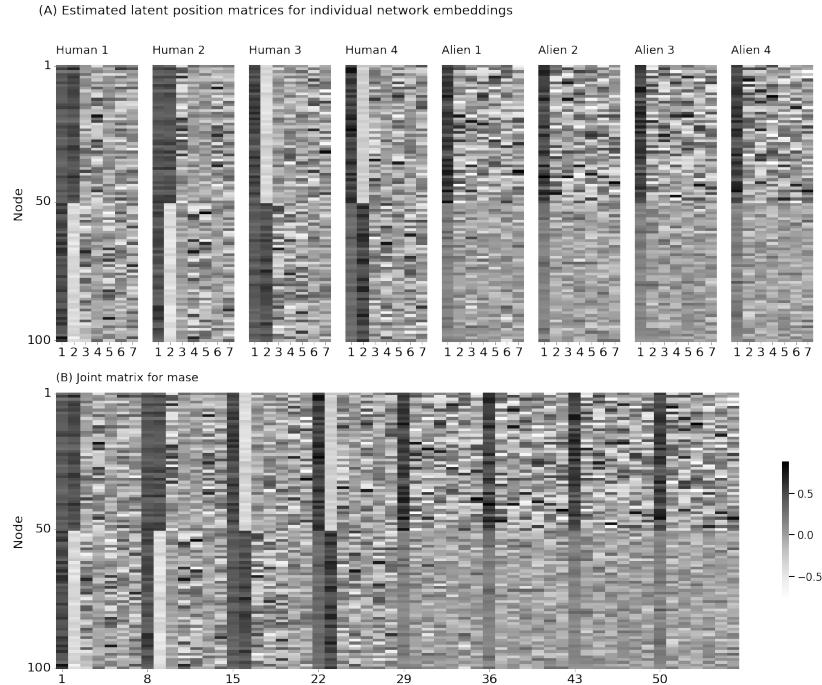 (A) Estimated latent position matrices for individual network embeddings
Human 1 Human 2 Human 3 Human 4 Alien 1 Alien 2 Alien 3 Alien 4
1
50
100
Node
1 2 3 4 5 6 7 1 2 3 4 5 6 7 1 2 3 4 5 6 7 1 2 3 4 5 6 7 1 2 3 4 5 6 7 1 2 3 4 5 6 7 1 2 3 4 5 6 7 1 2 3 4 5 6 7
(B) Joint matrix for mase
1
50
100
Node
1 8 15 22 29 36 43 50
0.5
0.0
−0.5